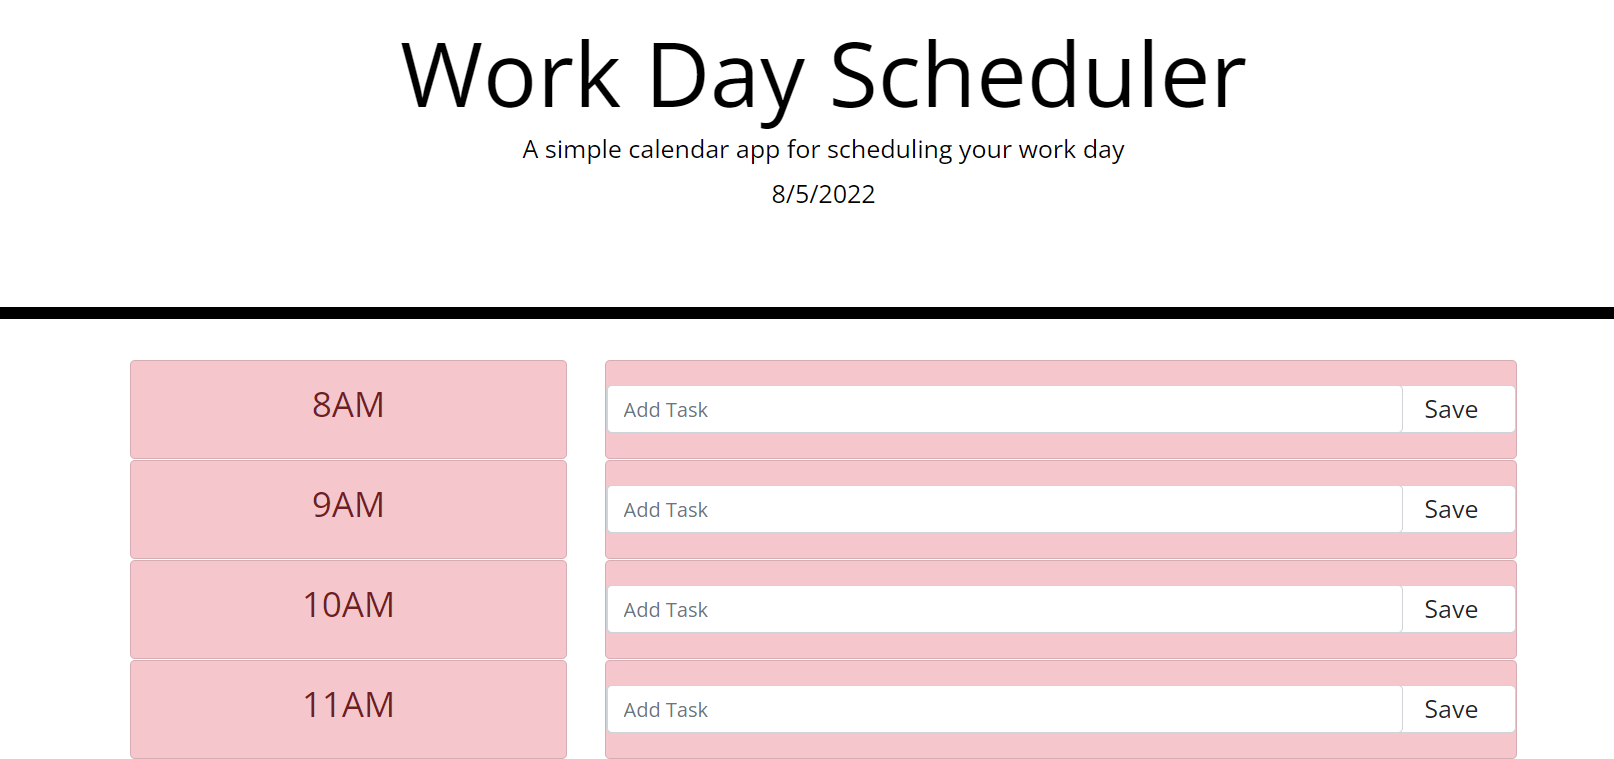 Work Day Scheduler
A simple calendar app for scheduling your work day
8/5/2022
8AM
Add Task Save
9AM
Add Task Save
10AM
Add Task Save
11AM
Add Task Save